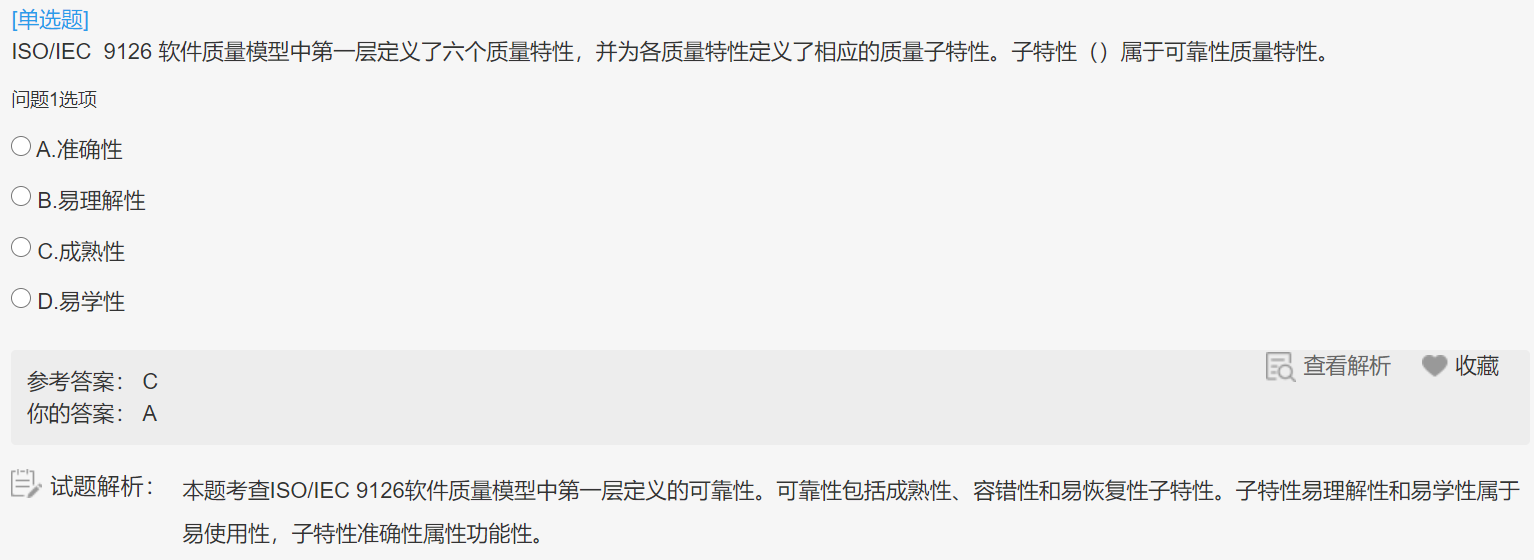 [单选题]
ISO/IEC  9126 软件质量模型中第一层定义了六个质量特性，并为各质量特性定义了相应的质量子特性。子特性（）属于可靠性质量特性。
问题1选项
A.准确性
B.易理解性
C.成熟性
D.易学性
查看解析 收藏
参考答案： C
你的答案： A
试题解析： 本题考查ISO/IEC 9126软件质量模型中第一层定义的可靠性。可靠性包括成熟性、容错性和易恢复性子特性。子特性易理解性和易学性属于
易使用性，子特性准确性属性功能性。